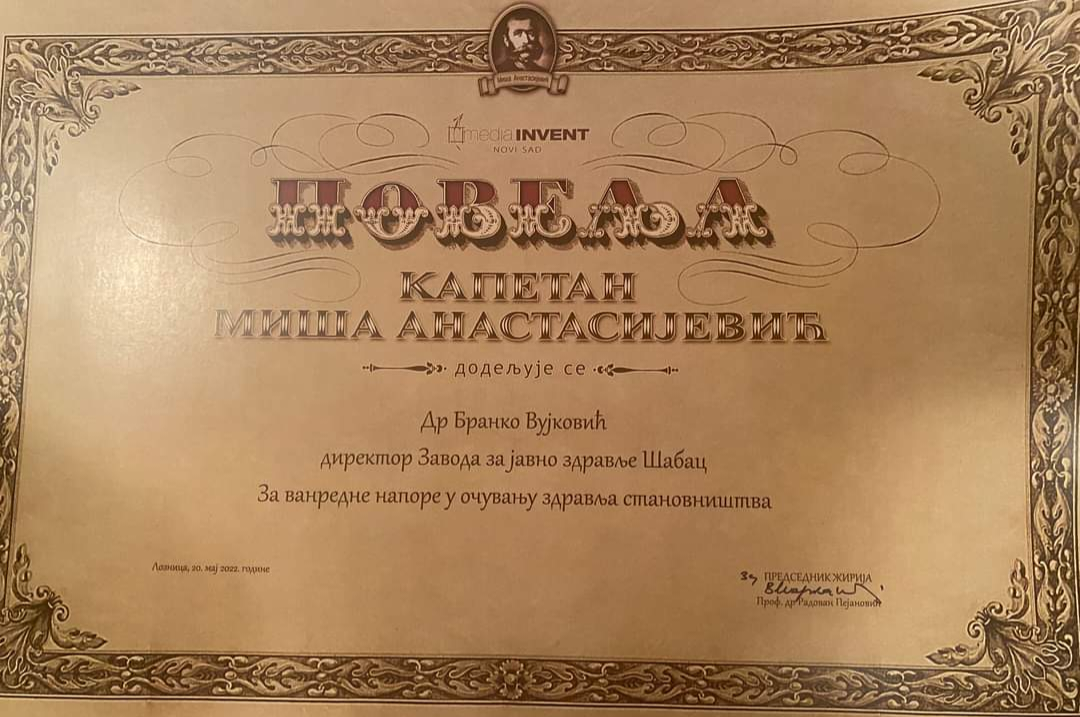 Миша Анастасијевић
media INVENT
NOVI SAD
ПОВЕЉА
КАПЕТАН
МИША АНАСТАСИЈЕВИЋ
додељује се
Др Бранко Вујковић
директор Завода за јавно здравље Шабац
За ванредне напоре у очувању здравља становништва
Лозница, 20. мај 2022. године
За ПРЕДСЕДНИК ЖИРИЈА
Проф. др Радован Пејановић